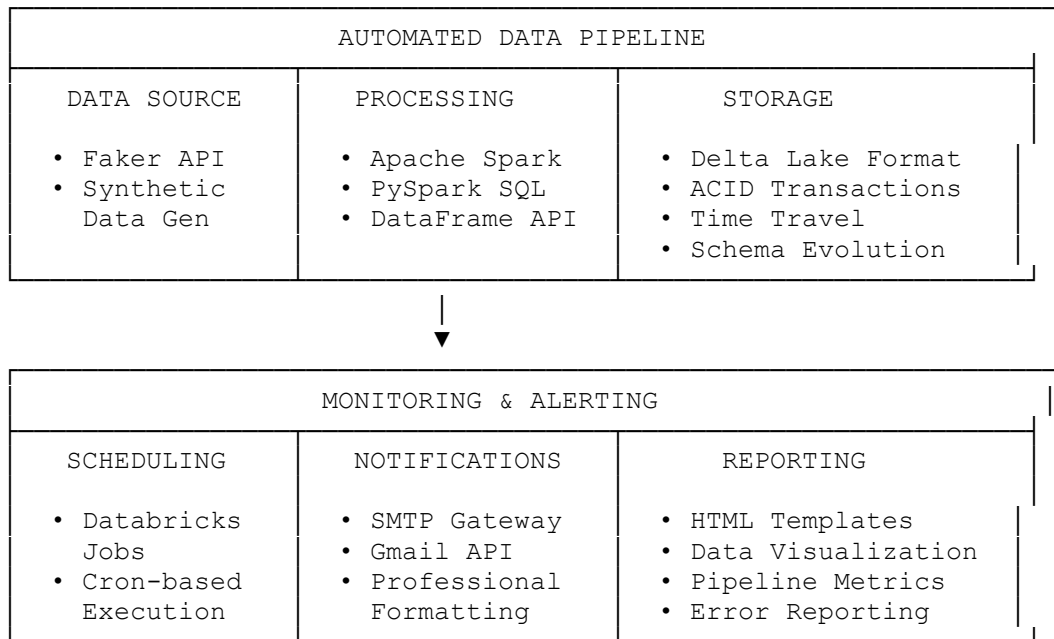 AUTOMATED DATA PIPELINE
DATA SOURCE
• Faker API
• Synthetic
Data Gen
PROCESSING
• Apache Spark
• PySpark SQL
• DataFrame API
STORAGE
• Delta Lake Format
• ACID Transactions
• Time Travel
• Schema Evolution
MONITORING & ALERTING
SCHEDULING
• Databricks
Jobs
• Cron-based
Execution
NOTIFICATIONS
• SMTP Gateway
• Gmail API
• Professional
Formatting
REPORTING
• HTML Templates
• Data Visualization
• Pipeline Metrics
• Error Reporting